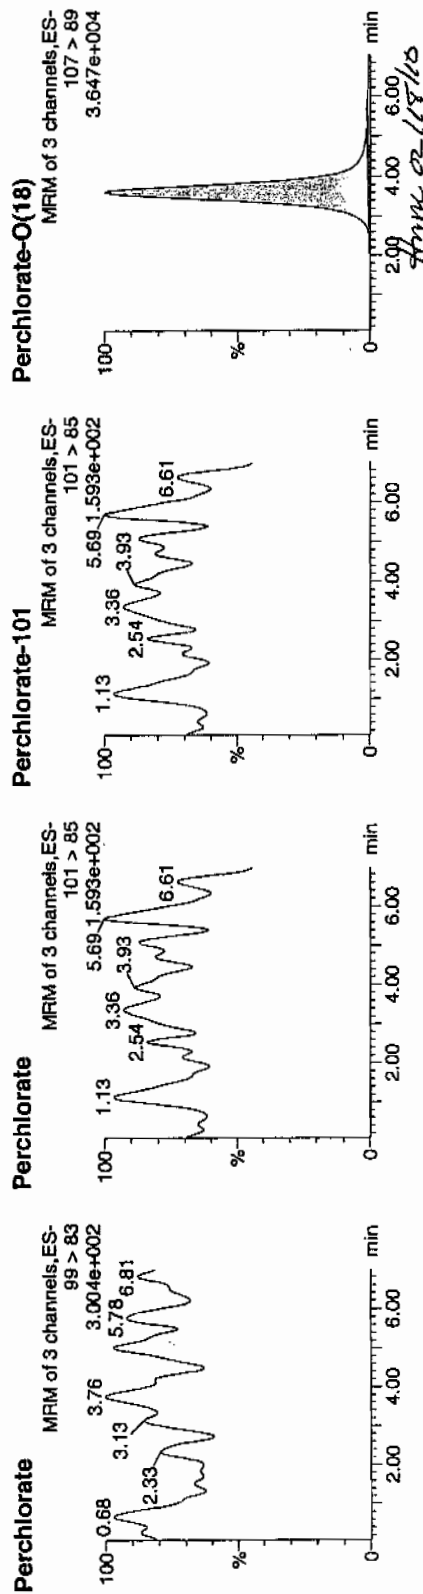 Perchlorate
MRM of 3 channels,ES-
99 > 83
3.004e+002
100
%
0
0.68
2.33
3.13
3.76
5.78
6.81
2.00
4.00
6.00
min
Perchlorate
MRM of 3 channels,ES-
101 > 85
1.593e+002
100
%
0
1.13
2.54
3.36
3.93
5.69
6.61
2.00
4.00
6.00
min
Perchlorate-101
MRM of 3 channels,ES-
101 > 85
1.593e+002
100
%
0
1.13
2.54
3.36
3.93
5.69
6.61
2.00
4.00
6.00
min
Perchlorate-O(18)
MRM of 3 channels,ES-
107 > 89
3.647e+004
100
%
0
2.00
4.00
6.00
min